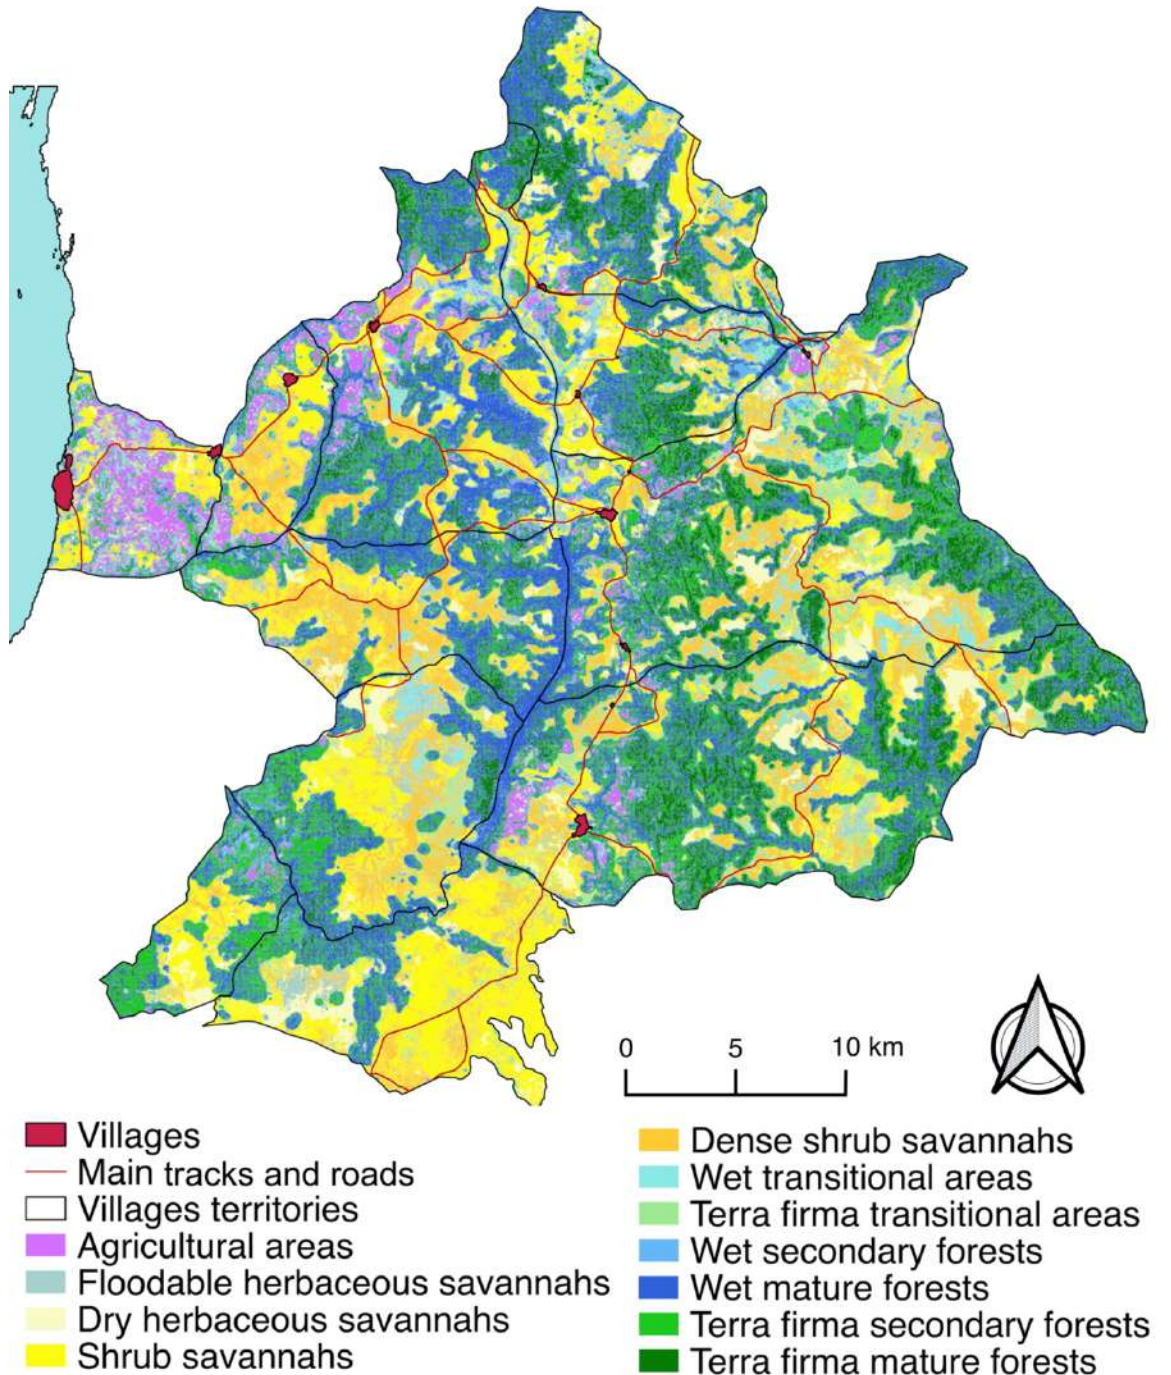 0 5 10 km
Villages
Main tracks and roads
Villages territories
Agricultural areas
Floodable herbaceous savannahs
Dry herbaceous savannahs
Shrub savannahs
Dense shrub savannahs
Wet transitional areas
Terra firma transitional areas
Wet secondary forests
Wet mature forests
Terra firma secondary forests
Terra firma mature forests